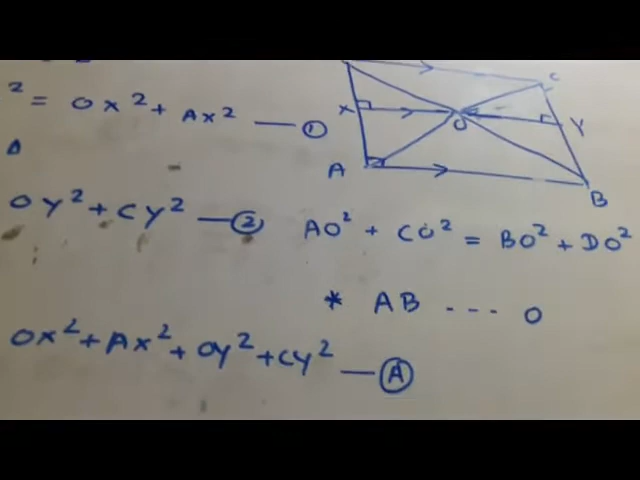 ² = OX² + AX² — ①
OY² + CY² — ②
OX² + AX² + OY² + CY² — Ⓐ
C
X
O
Y
A
B
AO² + CO² = BO² + DO²
* AB --- O